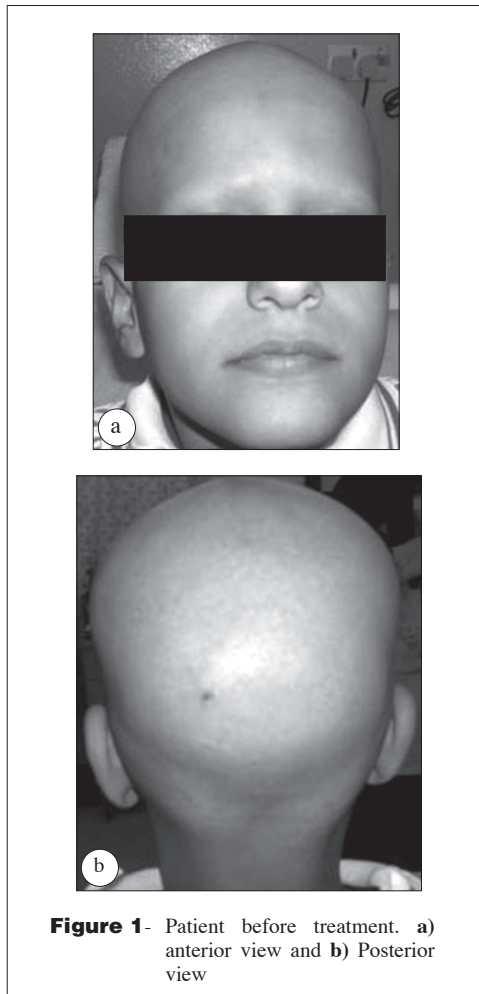 a
b
Figure 1- Patient before treatment. a)
anterior view and b) Posterior
view